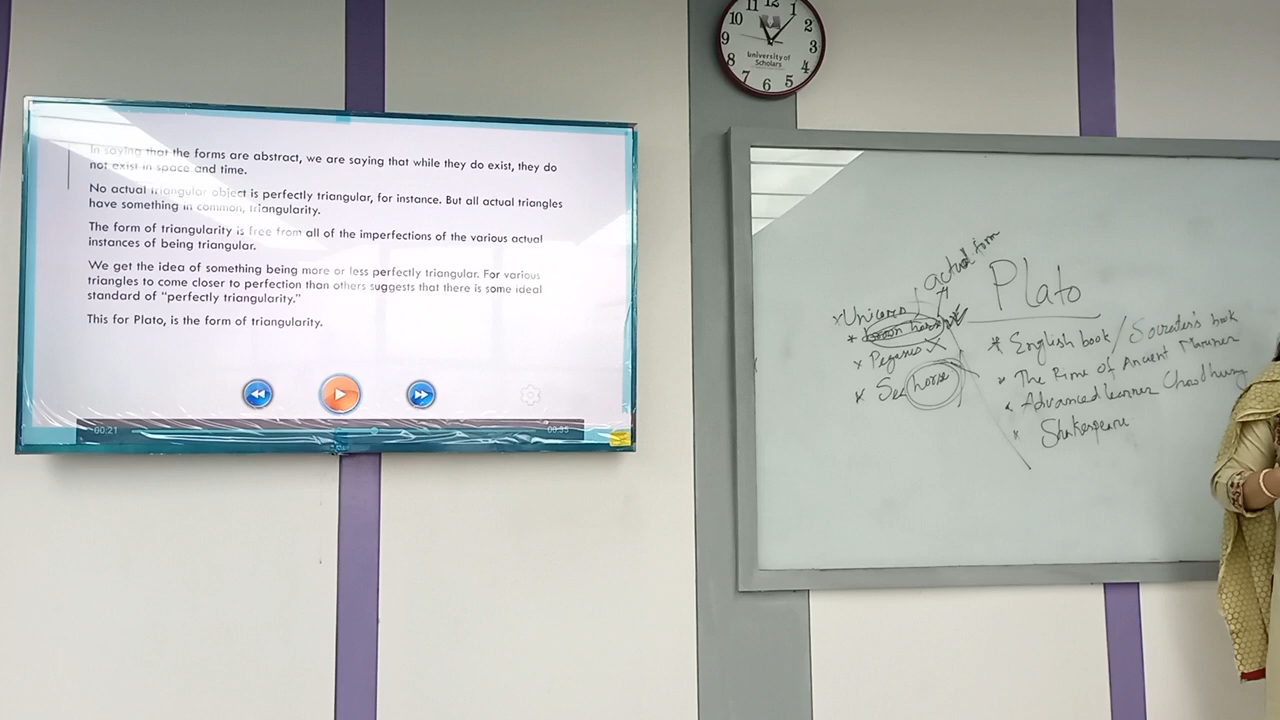 In saying that the forms are abstract, we are saying that while they do exist, they do
not exist in space and time.
No actual triangular object is perfectly triangular, for instance. But all actual triangles
have something in common, triangularity.
The form of triangularity is free from all of the imperfections of the various actual
instances of being triangular.
We get the idea of something being more or less perfectly triangular. For various
triangles to come closer to perfection than others suggests that there is some ideal
standard of “perfectly triangularity.”
This for Plato, is the form of triangularity.
00:21
00:35
11 12 1
10 2
9 3
8 4
7 6 5
University of
Scholars
actual form
Unicorn
Pegasus
Sea horse
Plato
English book / Socrates's book
The Rime of Ancient Mariner
Advanced learner Chowdhury
Shakespeare